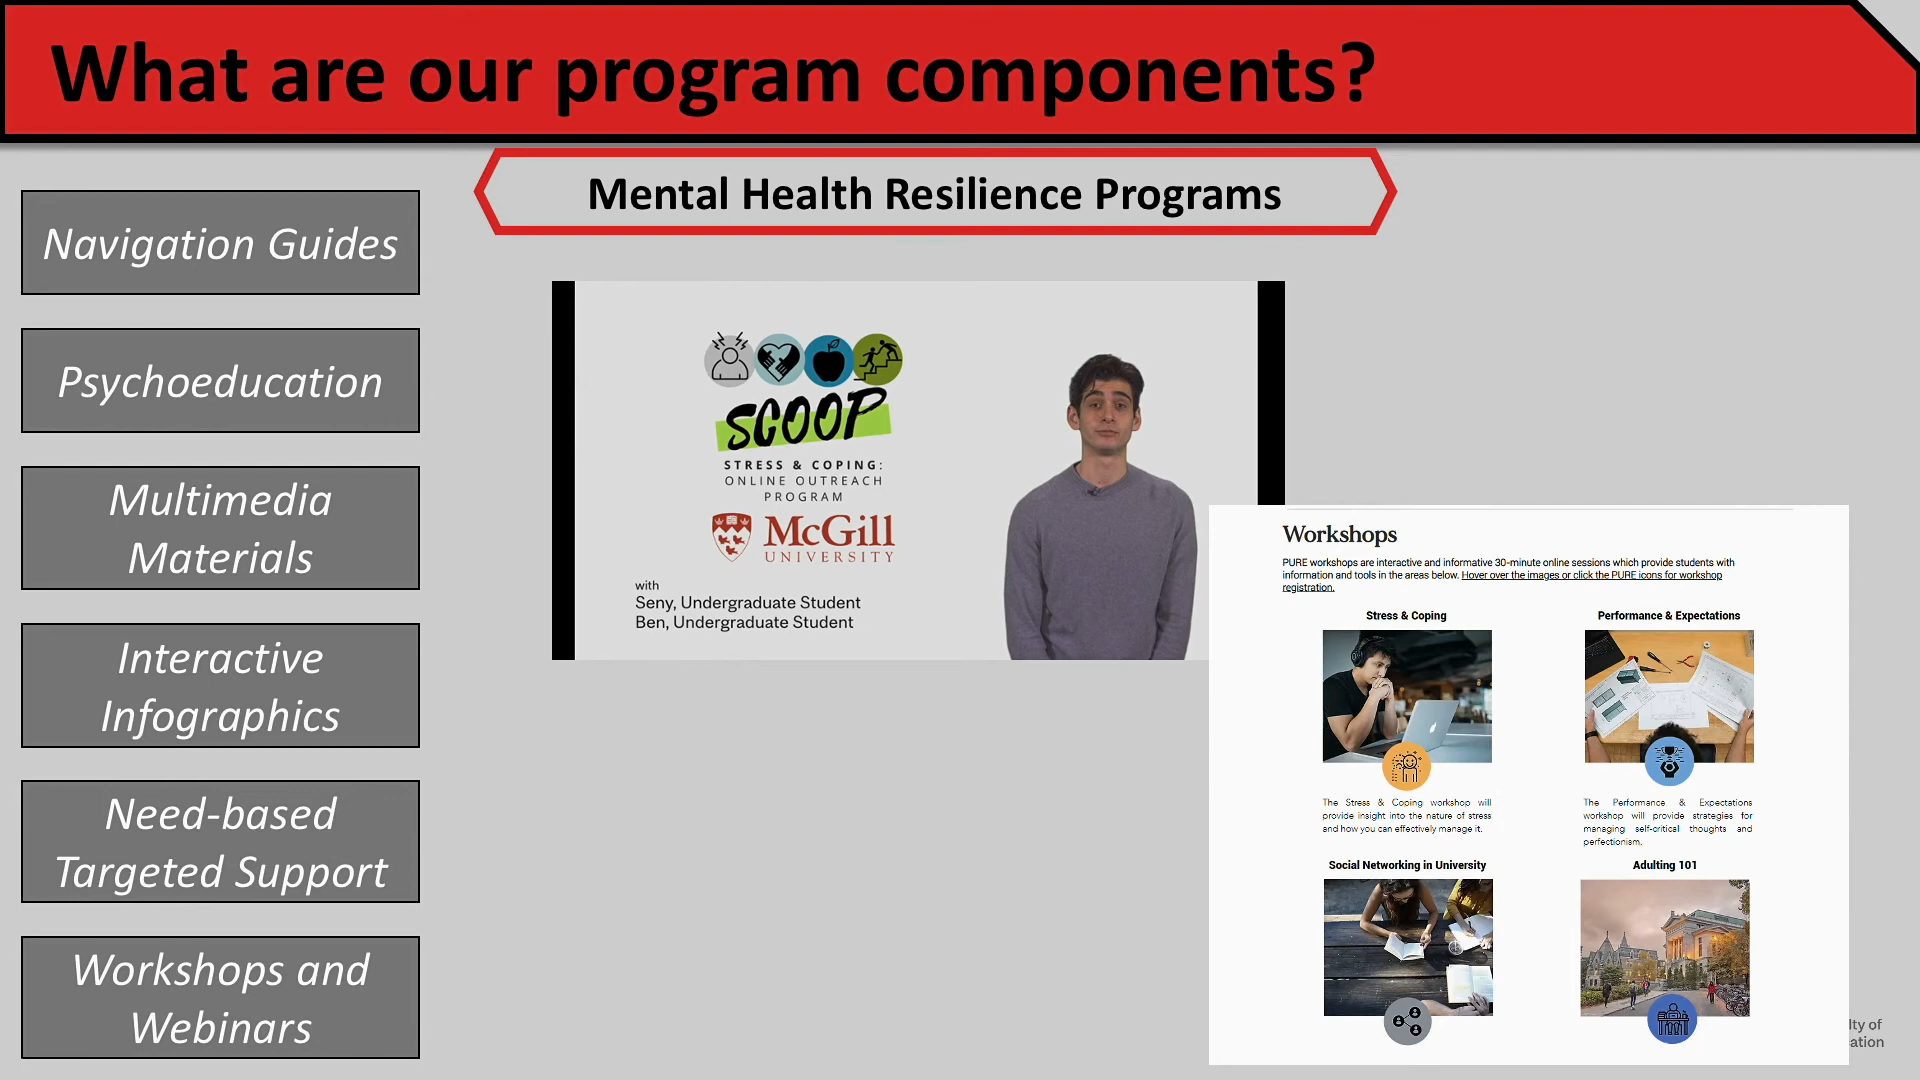 What are our program components?
Mental Health Resilience Programs
Navigation Guides
Psychoeducation
Multimedia
Materials
Interactive
Infographics
Need-based
Targeted Support
Workshops and
Webinars
SCOOP
STRESS & COPING:
ONLINE OUTREACH
PROGRAM
McGill
UNIVERSITY
with
Seny, Undergraduate Student
Ben, Undergraduate Student
Workshops
PURE workshops are interactive and informative 30-minute online sessions which provide students with
information and tools in the areas below. Hover over the images or click the PURE icons for workshop
registration.
Stress & Coping
The Stress & Coping workshop will
provide insight into the nature of stress
and how you can effectively manage it.
Performance & Expectations
The Performance & Expectations
workshop will provide strategies for
managing self-critical thoughts and
perfectionism.
Social Networking in University
Adulting 101
lty of
ation